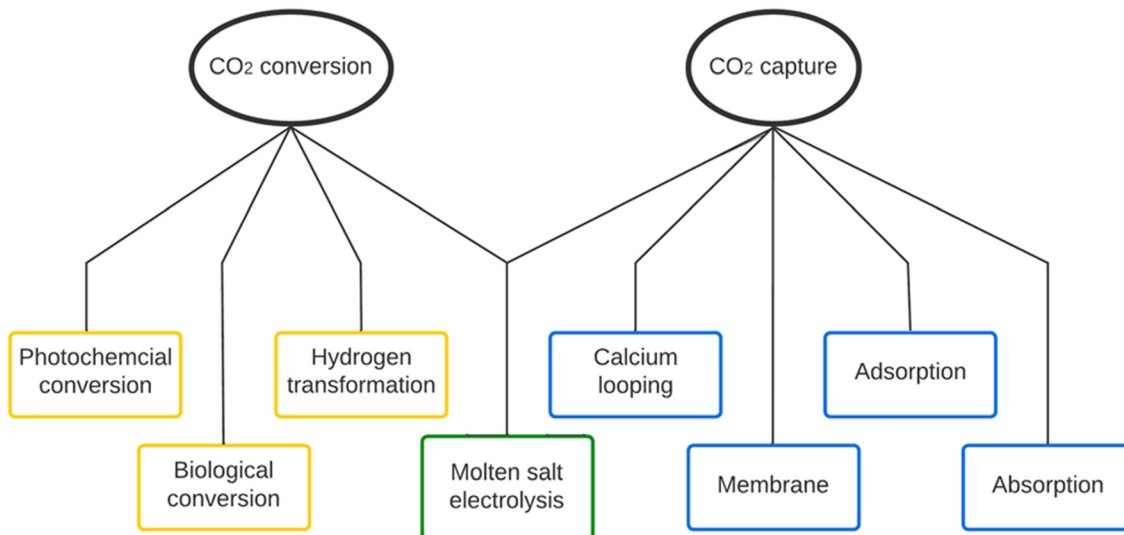 CO2 conversion
CO2 capture
Photochemcial
conversion
Hydrogen
transformation
Calcium
looping
Adsorption
Biological
conversion
Molten salt
electrolysis
Membrane
Absorption